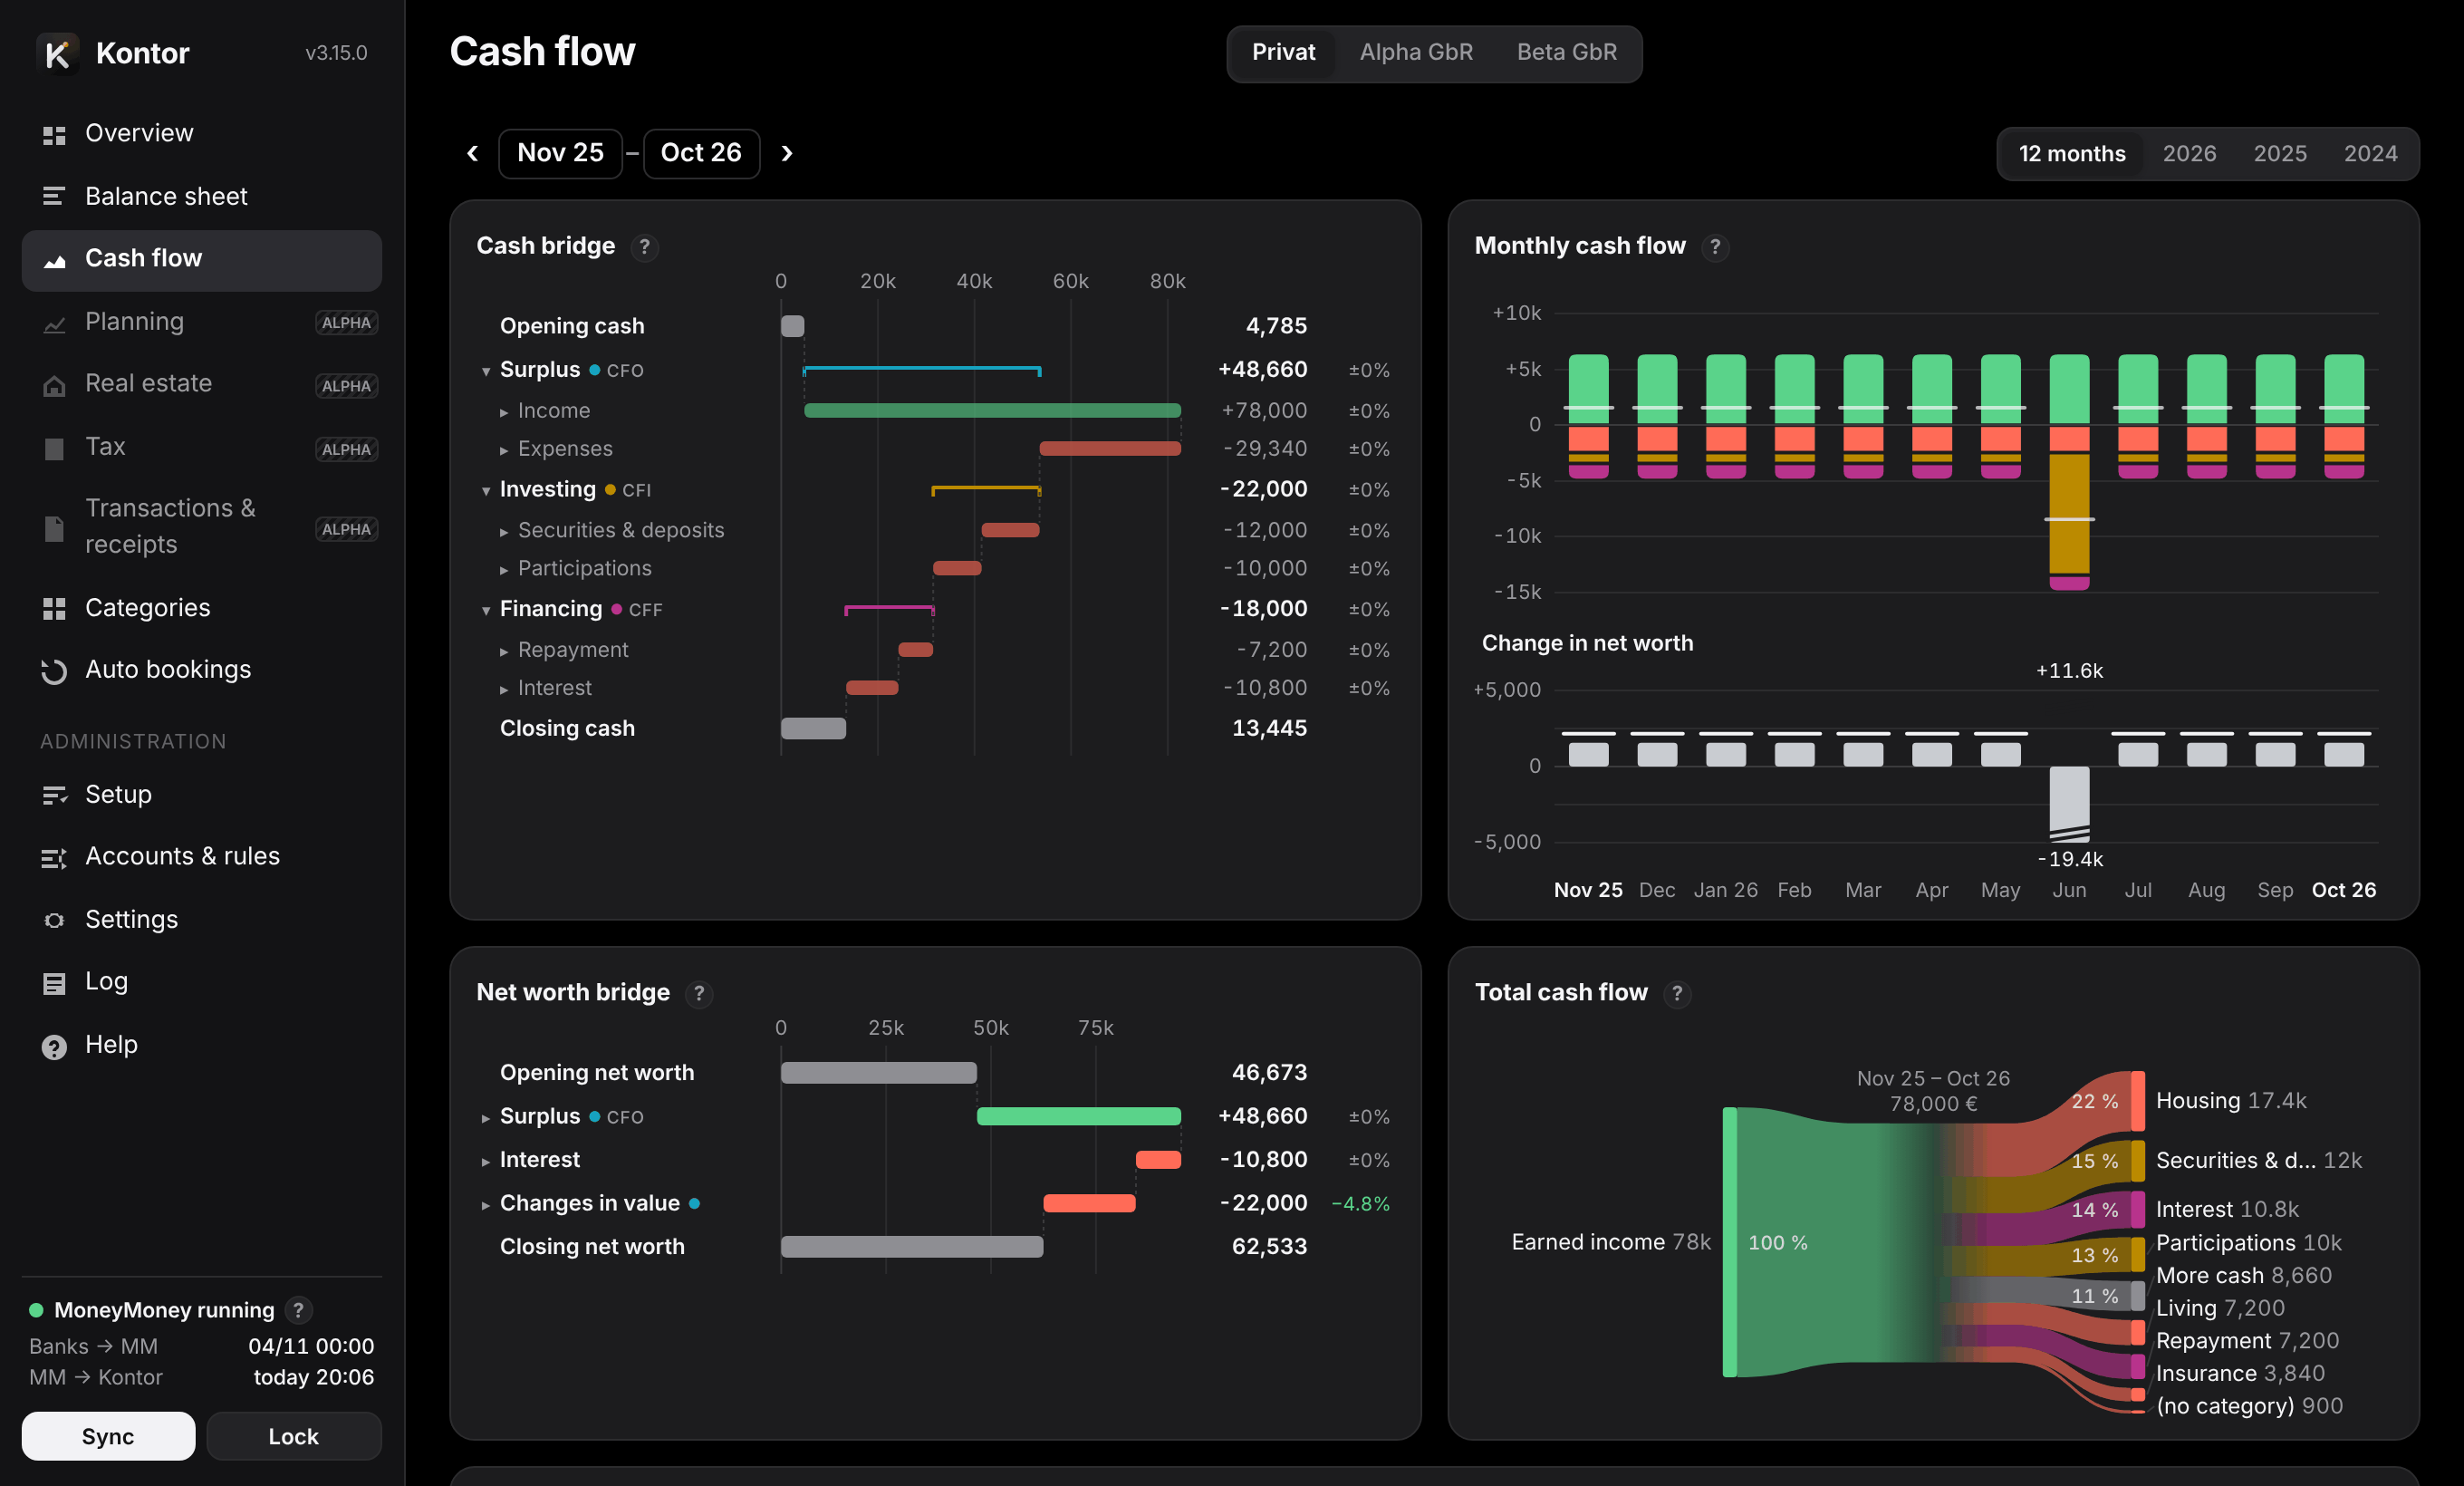 Kontor
v3.15.0
Overview
Balance sheet
Cash flow
Planning ALPHA
Real estate ALPHA
Tax ALPHA
Transactions &
receipts ALPHA
Categories
Auto bookings
ADMINISTRATION
Setup
Accounts & rules
Settings
Log
Help
MoneyMoney running ?
Banks → MM 04/11 00:00
MM → Kontor today 20:06
Sync Lock
Cash flow
Privat Alpha GbR Beta GbR
‹ Nov 25 – Oct 26 ›
12 months 2026 2025 2024
Cash bridge ?
0 20k 40k 60k 80k
Opening cash 4,785
▾ Surplus CFO +48,660 ±0%
▸ Income +78,000 ±0%
▸ Expenses -29,340 ±0%
▾ Investing CFI -22,000 ±0%
▸ Securities & deposits -12,000 ±0%
▸ Participations -10,000 ±0%
▾ Financing CFF -18,000 ±0%
▸ Repayment -7,200 ±0%
▸ Interest -10,800 ±0%
Closing cash 13,445
Monthly cash flow ?
+10k
+5k
0
-5k
-10k
-15k
Change in net worth
+11.6k
+5,000
0
-5,000
-19.4k
Nov 25 Dec Jan 26 Feb Mar Apr May Jun Jul Aug Sep Oct 26
Net worth bridge ?
0 25k 50k 75k
Opening net worth 46,673
▸ Surplus CFO +48,660 ±0%
▸ Interest -10,800 ±0%
▸ Changes in value -22,000 −4.8%
Closing net worth 62,533
Total cash flow ?
Nov 25 – Oct 26
78,000 €
Earned income 78k 100 %
22 % Housing 17.4k
15 % Securities & d... 12k
14 % Interest 10.8k
13 % Participations 10k
11 % More cash 8,660
Living 7,200
Repayment 7,200
Insurance 3,840
(no category) 900